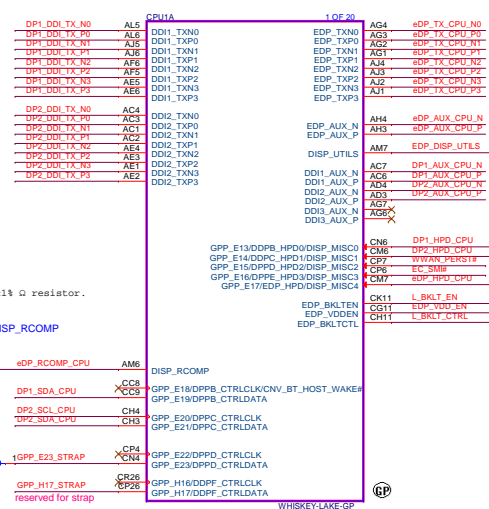 CPU1A 1 OF 20
DP1_DDI_TX_N0 AL5 DDI1_TXN0 EDP_TXN0 AG4 eDP_TX_CPU_N0
DP1_DDI_TX_P0 AL6 DDI1_TXP0 EDP_TXP0 AG3 eDP_TX_CPU_P0
DP1_DDI_TX_N1 AJ5 DDI1_TXN1 EDP_TXN1 AG2 eDP_TX_CPU_N1
DP1_DDI_TX_P1 AJ6 DDI1_TXP1 EDP_TXP1 AG1 eDP_TX_CPU_P1
DP1_DDI_TX_N2 AF6 DDI1_TXN2 EDP_TXN2 AJ4 eDP_TX_CPU_N2
DP1_DDI_TX_P2 AF5 DDI1_TXP2 EDP_TXP2 AJ3 eDP_TX_CPU_P2
DP1_DDI_TX_N3 AE5 DDI1_TXN3 EDP_TXN3 AJ2 eDP_TX_CPU_N3
DP1_DDI_TX_P3 AE6 DDI1_TXP3 EDP_TXP3 AJ1 eDP_TX_CPU_P3
DP2_DDI_TX_N0 AC4 DDI2_TXN0
DP2_DDI_TX_P0 AC3 DDI2_TXP0 EDP_AUX_N AH4 eDP_AUX_CPU_N
DP2_DDI_TX_N1 AC1 DDI2_TXN1 EDP_AUX_P AH3 eDP_AUX_CPU_P
DP2_DDI_TX_P1 AC2 DDI2_TXP1
DP2_DDI_TX_N2 AE4 DDI2_TXN2 DISP_UTILS AM7 EDP_DISP_UTILS
DP2_DDI_TX_P2 AE3 DDI2_TXP2
DP2_DDI_TX_N3 AE1 DDI2_TXN3 DDI1_AUX_N AC7 DP1_AUX_CPU_N
DP2_DDI_TX_P3 AE2 DDI2_TXP3 DDI1_AUX_P AC6 DP1_AUX_CPU_P
DDI2_AUX_N AD4 DP2_AUX_CPU_N
DDI2_AUX_P AD3 DP2_AUX_CPU_P
DDI3_AUX_N AG7
DDI3_AUX_P AG6
GPP_E13/DDPB_HPD0/DISP_MISC0 CN6 DP1_HPD_CPU
GPP_E14/DDPC_HPD1/DISP_MISC1 CM6 DP2_HPD_CPU
GPP_E15/DPPD_HPD2/DISP_MISC2 CP7 WWAN_PERST#
GPP_E16/DPPE_HPD3/DISP_MISC3 CP6 EC_SMI#
GPP_E17/EDP_HPD/DISP_MISC4 CM7 eDP_HPD_CPU
1% Ω resistor.
EDP_BKLTEN CK11 L_BKLT_EN
EDP_VDDEN CG11 EDP_VDD_EN
EDP_BKLTCTL CH11 L_BKLT_CTRL
ISP_RCOMP
eDP_RCOMP_CPU AM6 DISP_RCOMP
CC8 GPP_E18/DPPB_CTRLCLK/CNV_BT_HOST_WAKE#
DP1_SDA_CPU CC9 GPP_E19/DPPB_CTRLDATA
DP2_SCL_CPU CH4 GPP_E20/DPPC_CTRLCLK
DP2_SDA_CPU CH3 GPP_E21/DPPC_CTRLDATA
CP4 GPP_E22/DPPD_CTRLCLK
1 GPP_E23_STRAP CN4 GPP_E23/DPPD_CTRLDATA
CR26 GPP_H16/DDPF_CTRLCLK
GPP_H17_STRAP CP26 GPP_H17/DDPF_CTRLDATA
reserved for strap
GP
WHISKEY-LAKE-GP